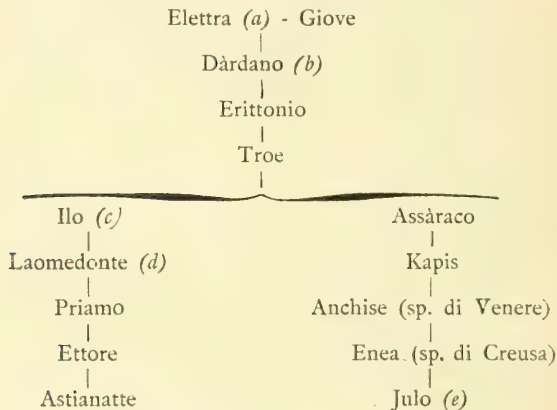 Elettra (a) - Giove
Dàrdano (b)
Erittonio
Troe
Ilo (c) Assàraco
Laomedonte (d) Kapis
Priamo Anchise (sp. di Venere)
Ettore Enea (sp. di Creusa)
Astianatte Julo (e)